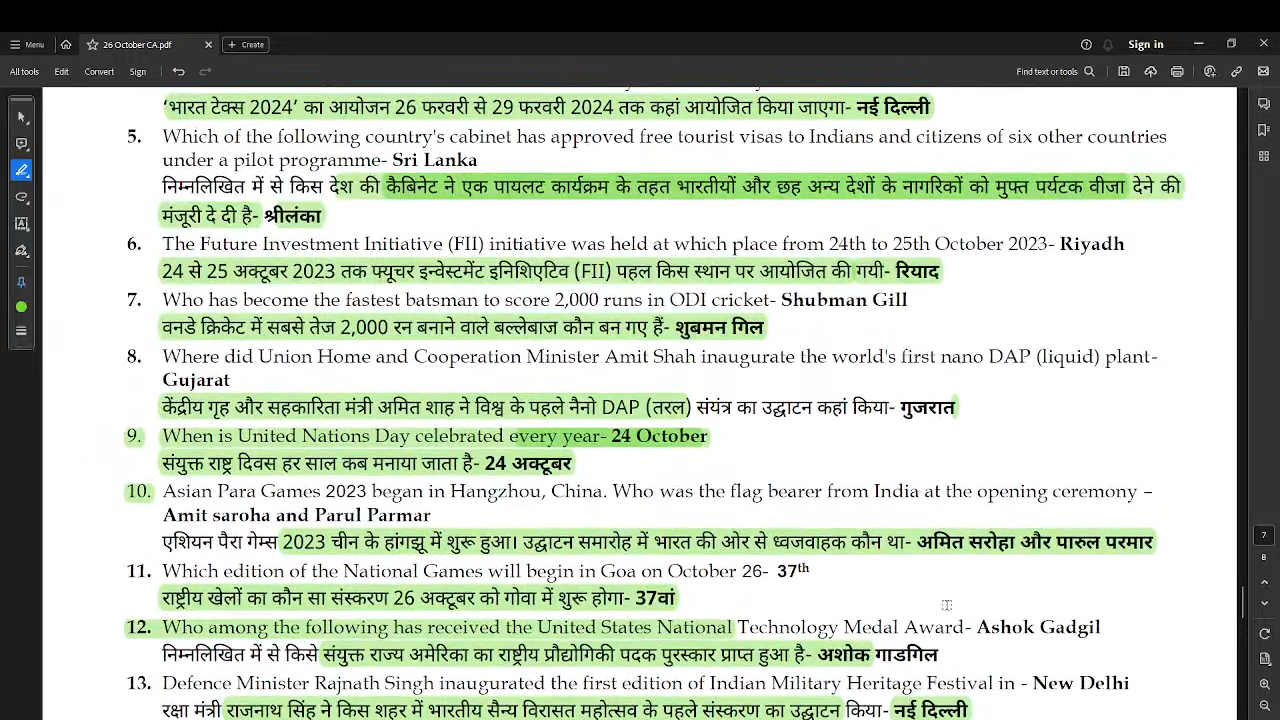 Menu
26 October CA.pdf
Create
Sign in
All tools Edit Convert Sign
Find text or tools
‘भारत टेक्स 2024’ का आयोजन 26 फरवरी से 29 फरवरी 2024 तक कहां आयोजित किया जाएगा- नई दिल्ली
5. Which of the following country's cabinet has approved free tourist visas to Indians and citizens of six other countries
under a pilot programme- Sri Lanka
निम्नलिखित में से किस देश की कैबिनेट ने एक पायलट कार्यक्रम के तहत भारतीयों और छह अन्य देशों के नागरिकों को मुफ्त पर्यटक वीजा देने की
मंजूरी दे दी है- श्रीलंका
6. The Future Investment Initiative (FII) initiative was held at which place from 24th to 25th October 2023- Riyadh
24 से 25 अक्टूबर 2023 तक फ्यूचर इन्वेस्टमेंट इनिशिएटिव (FII) पहल किस स्थान पर आयोजित की गयी- रियाद
7. Who has become the fastest batsman to score 2,000 runs in ODI cricket- Shubman Gill
वनडे क्रिकेट में सबसे तेज 2,000 रन बनाने वाले बल्लेबाज कौन बन गए हैं- शुबमन गिल
8. Where did Union Home and Cooperation Minister Amit Shah inaugurate the world's first nano DAP (liquid) plant-
Gujarat
केंद्रीय गृह और सहकारिता मंत्री अमित शाह ने विश्व के पहले नैनो DAP (तरल) संयंत्र का उद्घाटन कहां किया- गुजरात
9. When is United Nations Day celebrated every year- 24 October
संयुक्त राष्ट्र दिवस हर साल कब मनाया जाता है- 24 अक्टूबर
10. Asian Para Games 2023 began in Hangzhou, China. Who was the flag bearer from India at the opening ceremony –
Amit saroha and Parul Parmar
एशियन पैरा गेम्स 2023 चीन के हांगझू में शुरू हुआ। उद्घाटन समारोह में भारत की ओर से ध्वजवाहक कौन था- अमित सरोहा और पारुल परमार
11. Which edition of the National Games will begin in Goa on October 26- 37th
राष्ट्रीय खेलों का कौन सा संस्करण 26 अक्टूबर को गोवा में शुरू होगा- 37वां
12. Who among the following has received the United States National Technology Medal Award- Ashok Gadgil
निम्नलिखित में से किसे संयुक्त राज्य अमेरिका का राष्ट्रीय प्रौद्योगिकी पदक पुरस्कार प्राप्त हुआ है- अशोक गाडगिल
13. Defence Minister Rajnath Singh inaugurated the first edition of Indian Military Heritage Festival in - New Delhi
रक्षा मंत्री राजनाथ सिंह ने किस शहर में भारतीय सैन्य विरासत महोत्सव के पहले संस्करण का उद्घाटन किया- नई दिल्ली
7
8